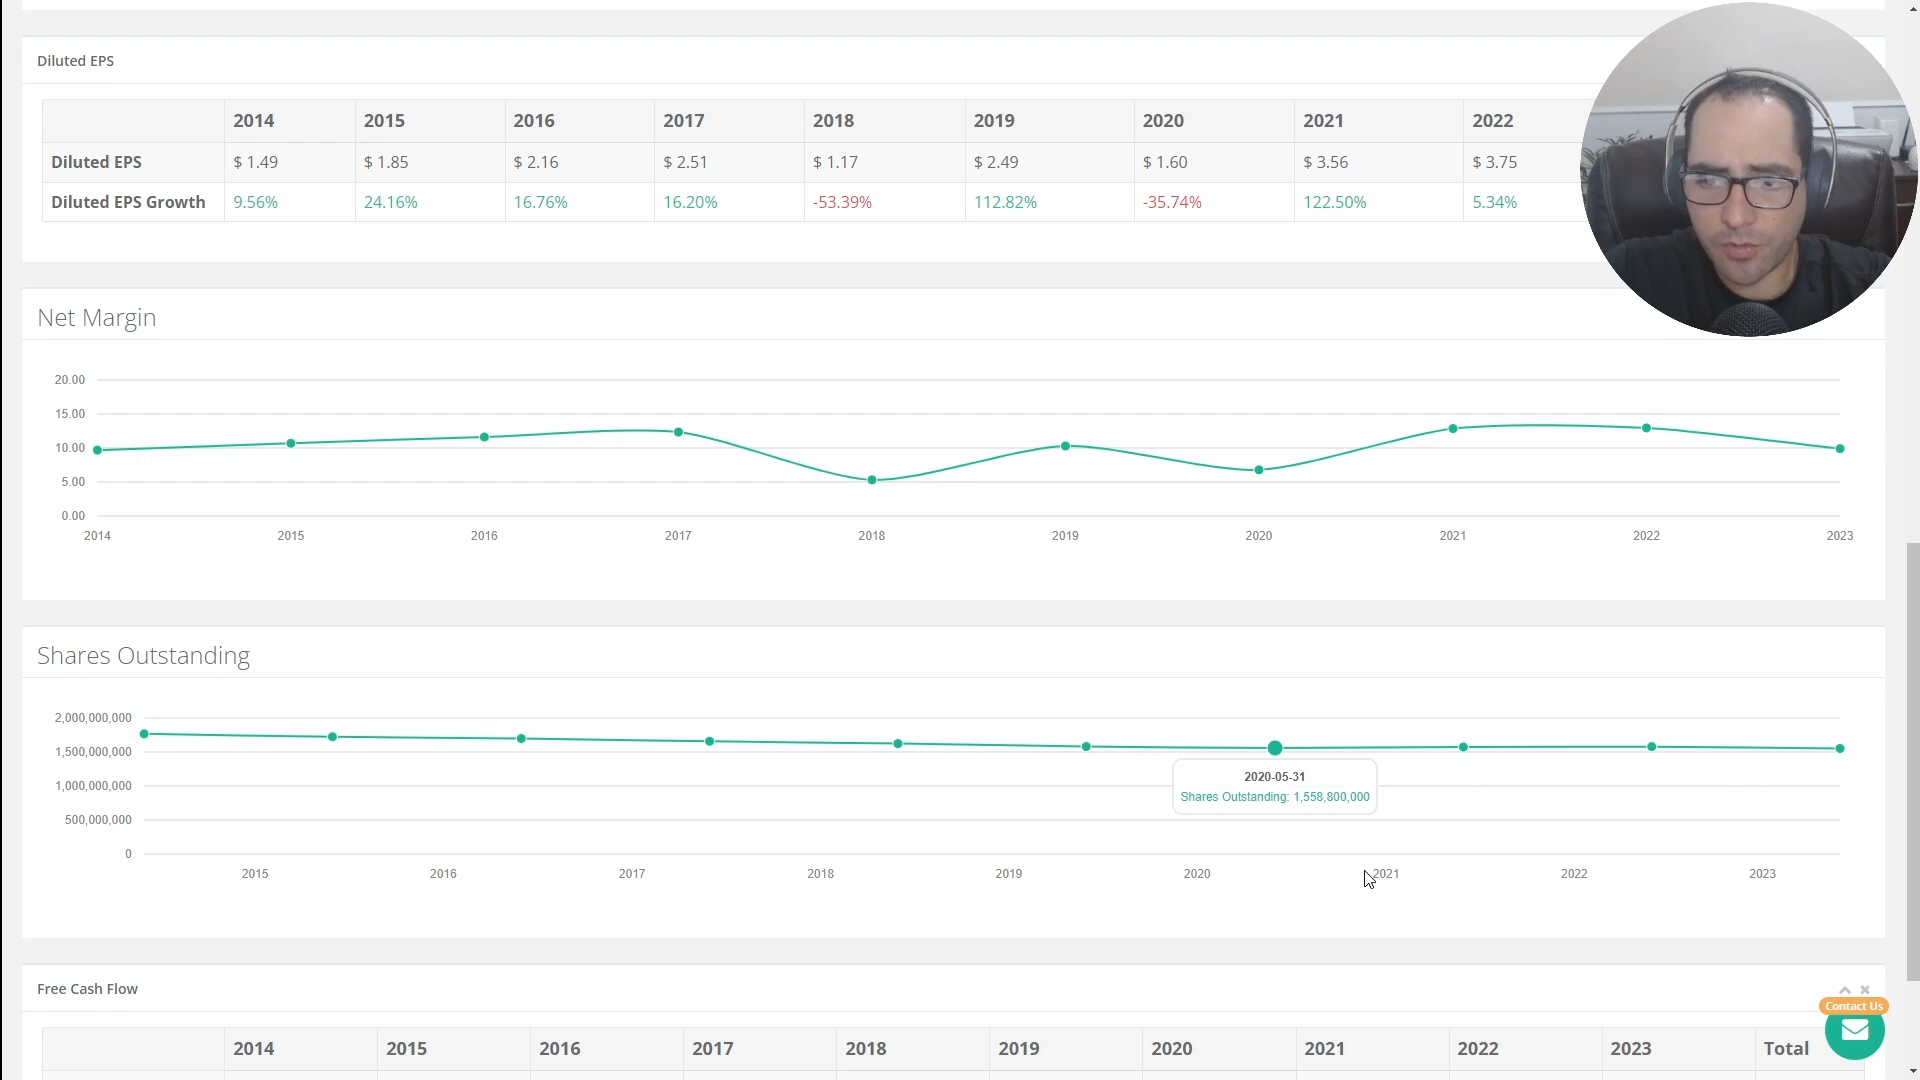 Diluted EPS
2014 2015 2016 2017 2018 2019 2020 2021 2022
Diluted EPS $ 1.49 $ 1.85 $ 2.16 $ 2.51 $ 1.17 $ 2.49 $ 1.60 $ 3.56 $ 3.75
Diluted EPS Growth 9.56% 24.16% 16.76% 16.20% -53.39% 112.82% -35.74% 122.50% 5.34%
Net Margin
20.00
15.00
10.00
5.00
0.00
2014 2015 2016 2017 2018 2019 2020 2021 2022 2023
Shares Outstanding
2,000,000,000
1,500,000,000
1,000,000,000
500,000,000
0
2020-05-31
Shares Outstanding: 1,558,800,000
2015 2016 2017 2018 2019 2020 2021 2022 2023
Free Cash Flow
Contact Us
2014 2015 2016 2017 2018 2019 2020 2021 2022 2023 Total